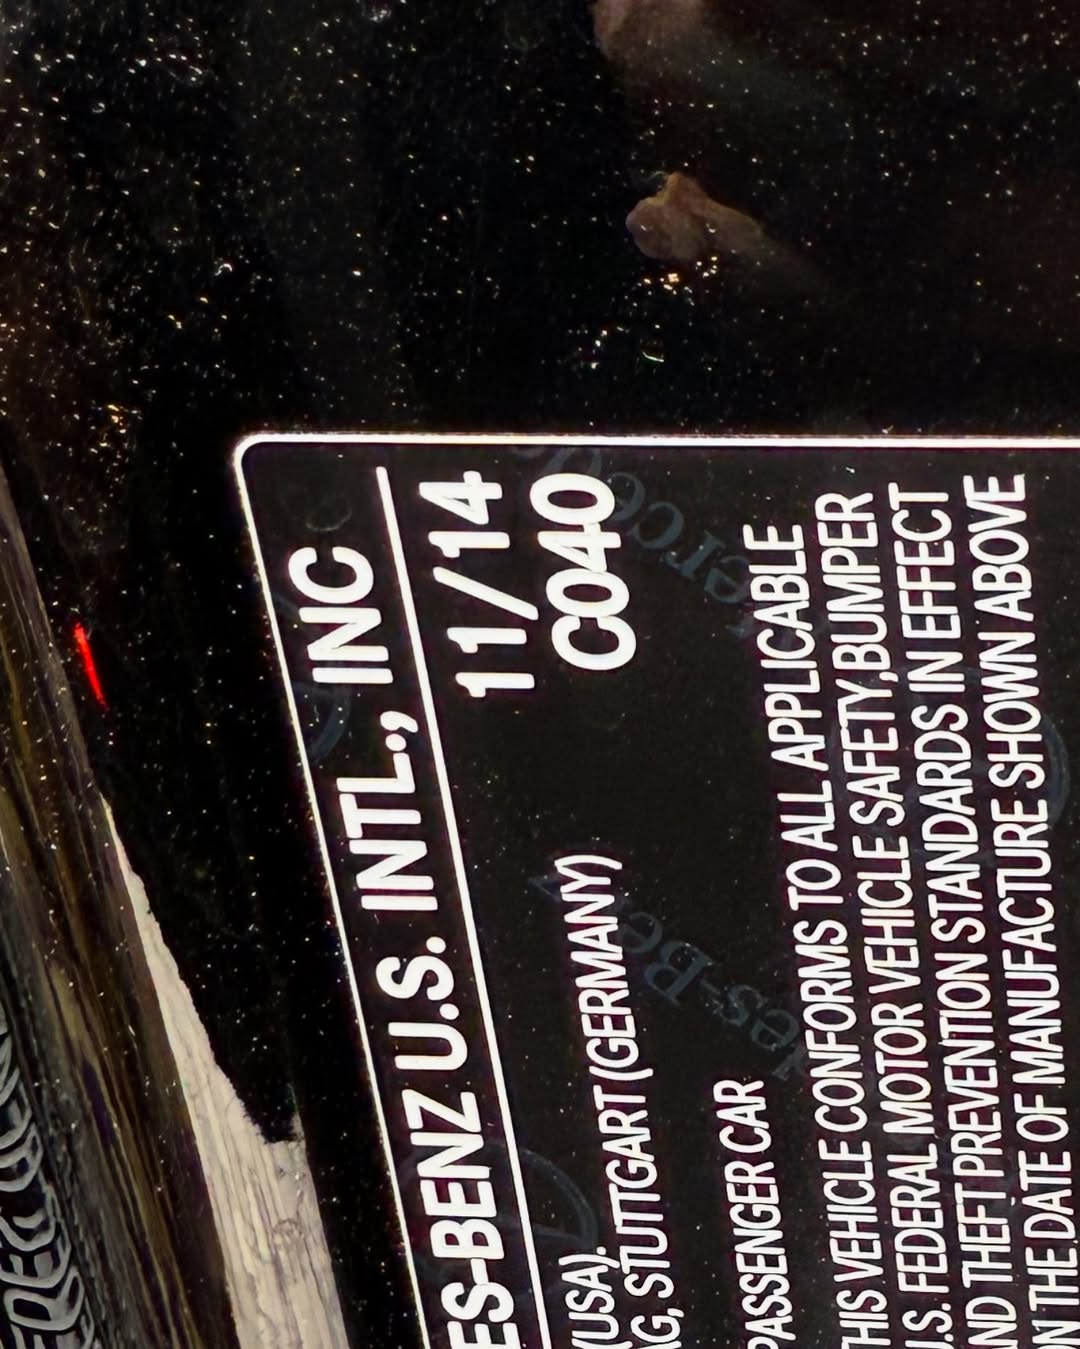 ES-BENZ U.S. INTL., INC
11/14
(USA).
C040
G, STUTTGART (GERMANY)
PASSENGER CAR
THIS VEHICLE CONFORMS TO ALL APPLICABLE
U.S. FEDERAL MOTOR VEHICLE SAFETY,BUMPER
AND THEFT PREVENTION STANDARDS IN EFFECT
ON THE DATE OF MANUFACTURE SHOWN ABOVE